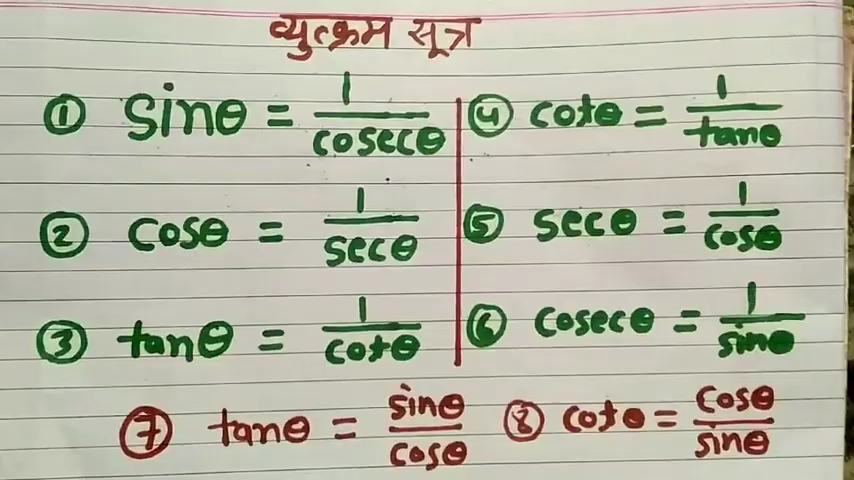 व्युत्क्रम सूत्र
① sinθ = 1/cosecθ
② cosθ = 1/secθ
③ tanθ = 1/cotθ
④ cotθ = 1/tanθ
⑤ secθ = 1/cosθ
⑥ cosecθ = 1/sinθ
⑦ tanθ = sinθ/cosθ
⑧ cotθ = cosθ/sinθ